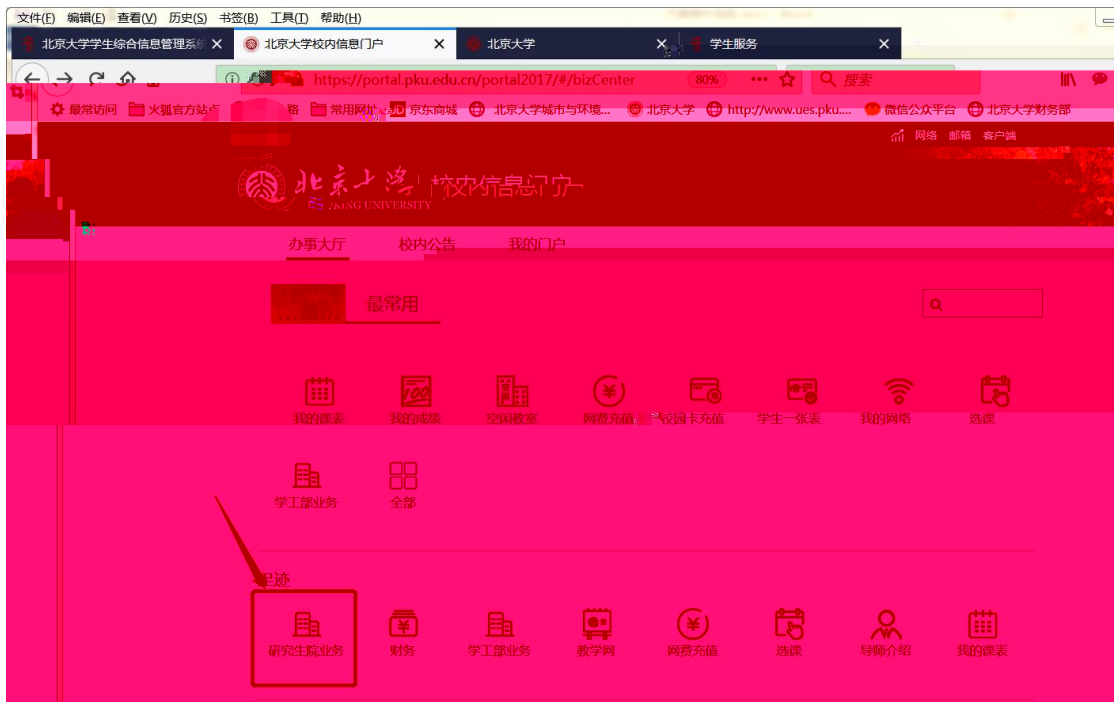 文件(F) 编辑(E) 查看(V) 历史(S) 书签(B) 工具(T) 帮助(H)
北京大学学生综合信息管理系统 北京大学校内信息门户 北京大学 学生服务
https://portal.pku.edu.cn/portal2017/#/bizCenter 80% 搜索
最常访问 火狐官方站点 常用网址 京东商城 北京大学城市与环境... 北京大学 http://www.ues.pku.... 微信公众平台 北京大学财务部
网络 邮箱 客户端
北京大学 校内信息门户
UNIVERSITY
办事大厅 校内公告 我的门户
最常用
我的课表 我的成绩 空闲教室 网费充值 校园卡充值 学生一张表 我的网络 选课
学工部业务 全部
足迹
研究生院业务 财务 学工部业务 教学网 网费充值 选课 导师介绍 我的课表